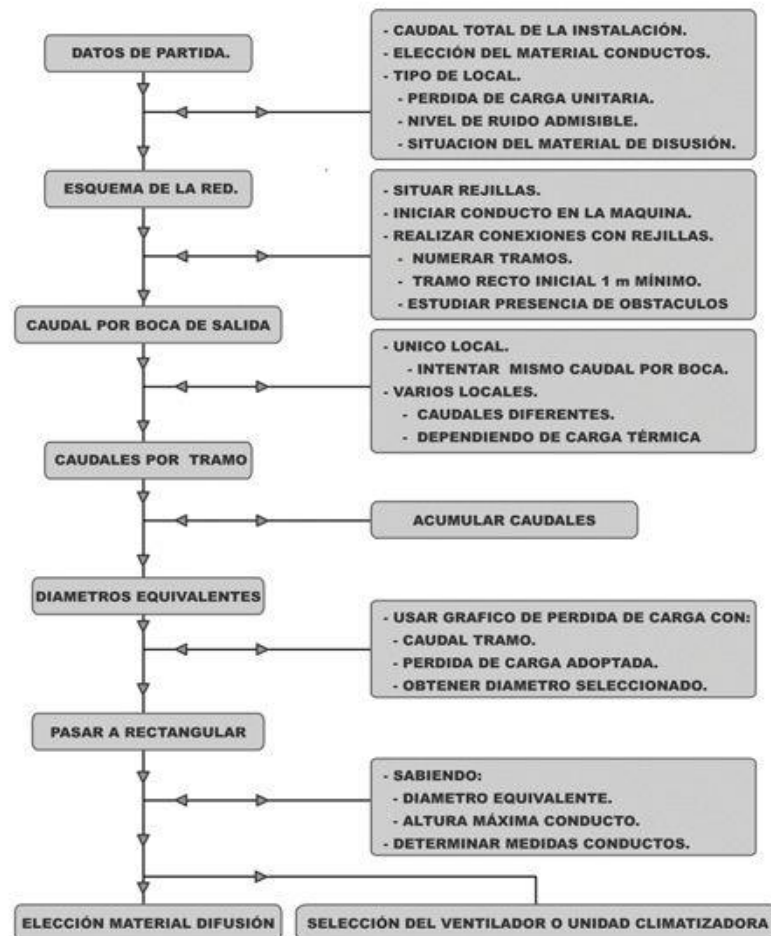 DATOS DE PARTIDA.
- CAUDAL TOTAL DE LA INSTALACIÓN.
- ELECCIÓN DEL MATERIAL CONDUCTOS.
- TIPO DE LOCAL.
- PERDIDA DE CARGA UNITARIA.
- NIVEL DE RUIDO ADMISIBLE.
- SITUACION DEL MATERIAL DE DISUSIÓN.
ESQUEMA DE LA RED.
- SITUAR REJILLAS.
- INICIAR CONDUCTO EN LA MAQUINA.
- REALIZAR CONEXIONES CON REJILLAS.
- NUMERAR TRAMOS.
- TRAMO RECTO INICIAL 1 m MÍNIMO.
- ESTUDIAR PRESENCIA DE OBSTACULOS
CAUDAL POR BOCA DE SALIDA
- UNICO LOCAL.
- INTENTAR MISMO CAUDAL POR BOCA.
- VARIOS LOCALES.
- CAUDALES DIFERENTES.
- DEPENDIENDO DE CARGA TÉRMICA
CAUDALES POR TRAMO
ACUMULAR CAUDALES
DIAMETROS EQUIVALENTES
- USAR GRAFICO DE PERDIDA DE CARGA CON:
- CAUDAL TRAMO.
- PERDIDA DE CARGA ADOPTADA.
- OBTENER DIAMETRO SELECCIONADO.
PASAR A RECTANGULAR
- SABIENDO:
- DIAMETRO EQUIVALENTE.
- ALTURA MÁXIMA CONDUCTO.
- DETERMINAR MEDIDAS CONDUCTOS.
ELECCIÓN MATERIAL DIFUSIÓN
SELECCIÓN DEL VENTILADOR O UNIDAD CLIMATIZADORA